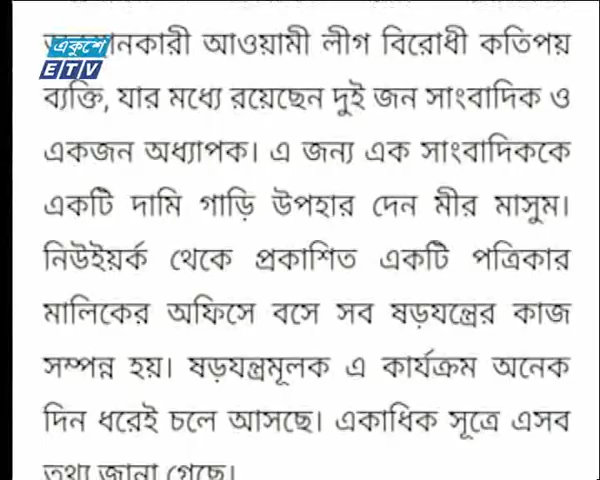 একুশে
ETV
নকারী আওয়ামী লীগ বিরোধী কতিপয়
ব্যক্তি, যার মধ্যে রয়েছেন দুই জন সাংবাদিক ও
একজন অধ্যাপক। এ জন্য এক সাংবাদিককে
একটি দামি গাড়ি উপহার দেন মীর মাসুম।
নিউইয়র্ক থেকে প্রকাশিত একটি পত্রিকার
মালিকের অফিসে বসে সব ষড়যন্ত্রের কাজ
সম্পন্ন হয়। ষড়যন্ত্রমূলক এ কার্যক্রম অনেক
দিন ধরেই চলে আসছে। একাধিক সূত্রে এসব
তথ্য জানা গেছে।